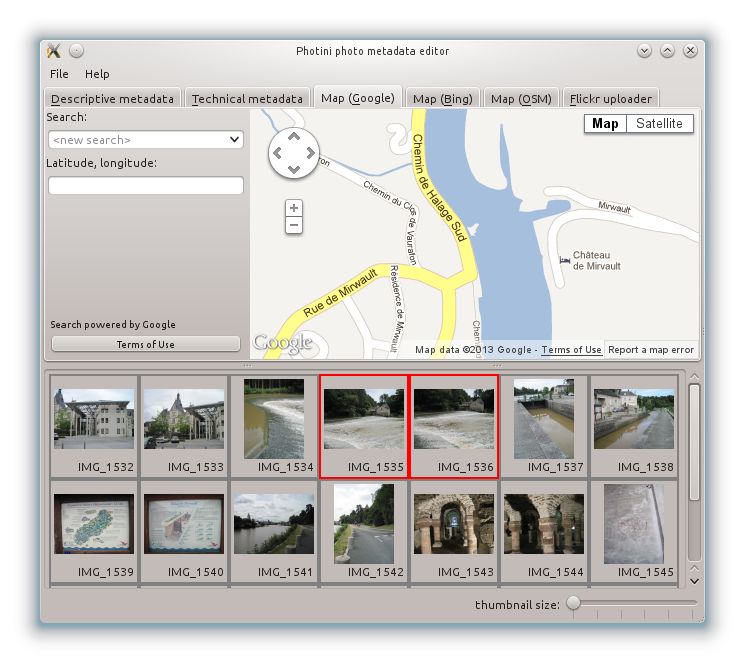 Photini photo metadata editor
File Help
Descriptive metadata Technical metadata Map (Google) Map (Bing) Map (OSM) Flickr uploader
Search:
<new search>
Latitude, longitude:
Search powered by Google
Terms of Use
Map Satellite
ron
Chemin du Clos
de Vaurafon
Chemin de Halage Sud
Mirwault
Château
de Mirvault
Rue de Mirwault
Résidence de Mirwault
Chemin
Google
Map data ©2013 Google - Terms of Use Report a map error
IMG_1532 IMG_1533 IMG_1534 IMG_1535 IMG_1536 IMG_1537 IMG_1538
IMG_1539 IMG_1540 IMG_1541 IMG_1542 IMG_1543 IMG_1544 IMG_1545
thumbnail size: